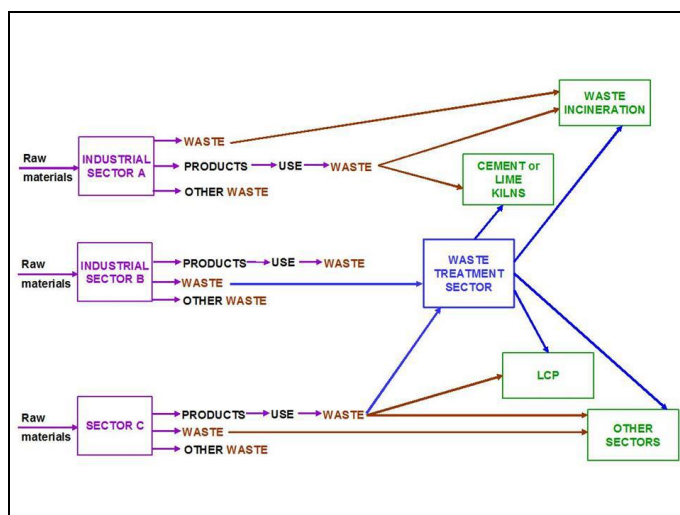 WASTE
INCINERATION
WASTE
Raw
materials
INDUSTRIAL
SECTOR A
PRODUCTS USE WASTE
CEMENT or
LIME
KILNS
OTHER WASTE
Raw
materials
INDUSTRIAL
SECTOR B
PRODUCTS USE WASTE
WASTE
OTHER WASTE
WASTE
TREATMENT
SECTOR
LCP
Raw
materials
SECTOR C
PRODUCTS USE WASTE
WASTE
OTHER WASTE
OTHER
SECTORS